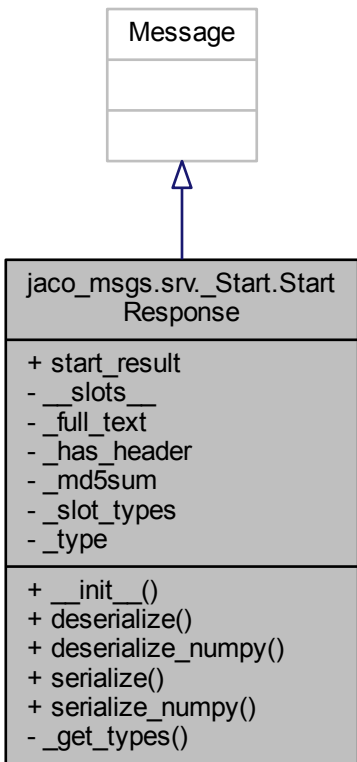 Message
jaco_msgs.srv._Start.Start
Response
+ start_result
- __slots__
- _full_text
- _has_header
- _md5sum
- _slot_types
- _type
+ __init__()
+ deserialize()
+ deserialize_numpy()
+ serialize()
+ serialize_numpy()
- _get_types()